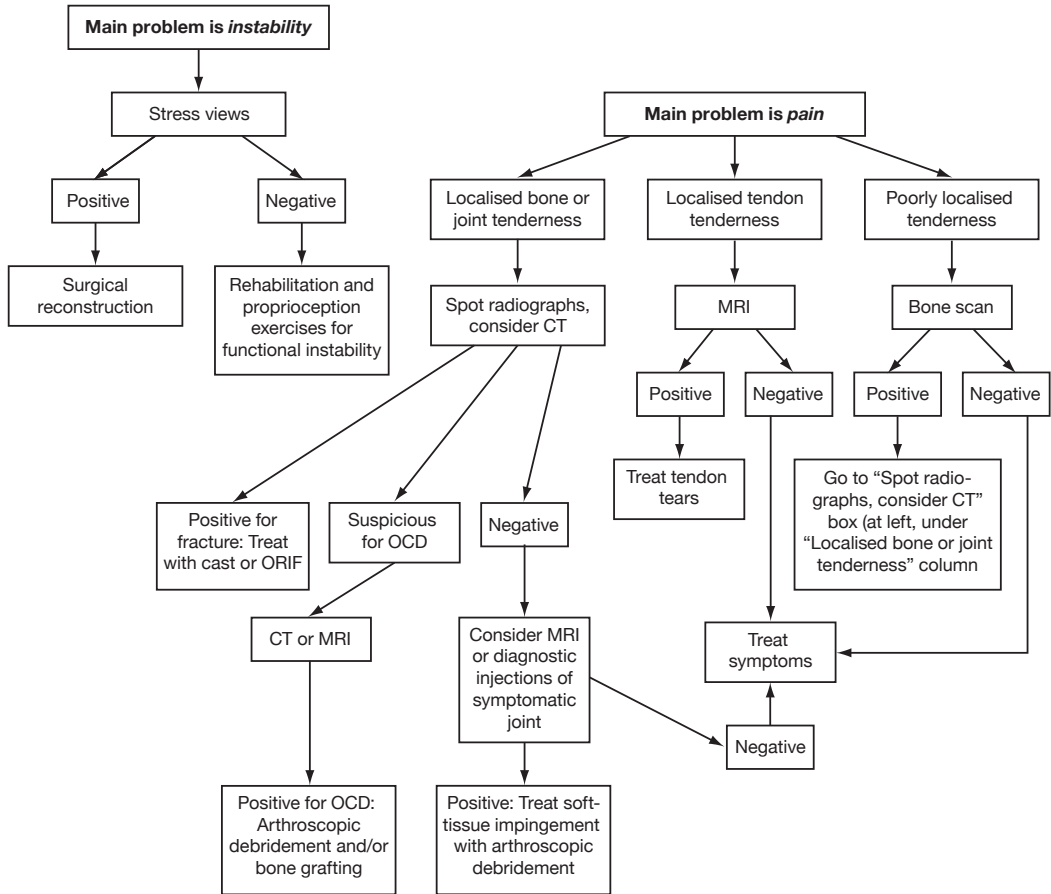 Main problem is instability
Stress views
Positive
Negative
Surgical
reconstruction
Rehabilitation and
proprioception
exercises for
functional instability
Main problem is pain
Localised bone or
joint tenderness
Localised tendon
tenderness
Poorly localised
tenderness
Spot radiographs,
consider CT
MRI
Bone scan
Positive
Negative
Positive
Negative
Treat tendon
tears
Go to “Spot radio-
graphs, consider CT”
box (at left, under
“Localised bone or joint
tenderness” column
Positive for
fracture: Treat
with cast or ORIF
Suspicious
for OCD
Negative
CT or MRI
Consider MRI
or diagnostic
injections of
symptomatic
joint
Treat
symptoms
Negative
Positive for OCD:
Arthroscopic
debridement and/or
bone grafting
Positive: Treat soft-
tissue impingement
with arthroscopic
debridement